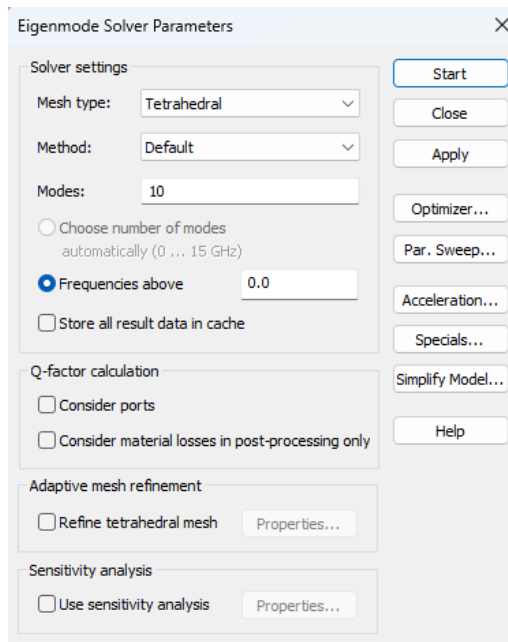 Eigenmode Solver Parameters
Solver settings
Mesh type: Tetrahedral
Method: Default
Modes: 10
Choose number of modes
automatically (0 ... 15 GHz)
Frequencies above 0.0
Store all result data in cache
Q-factor calculation
Consider ports
Consider material losses in post-processing only
Adaptive mesh refinement
Refine tetrahedral mesh Properties...
Sensitivity analysis
Use sensitivity analysis Properties...
Start
Close
Apply
Optimizer...
Par. Sweep...
Acceleration...
Specials...
Simplify Model...
Help